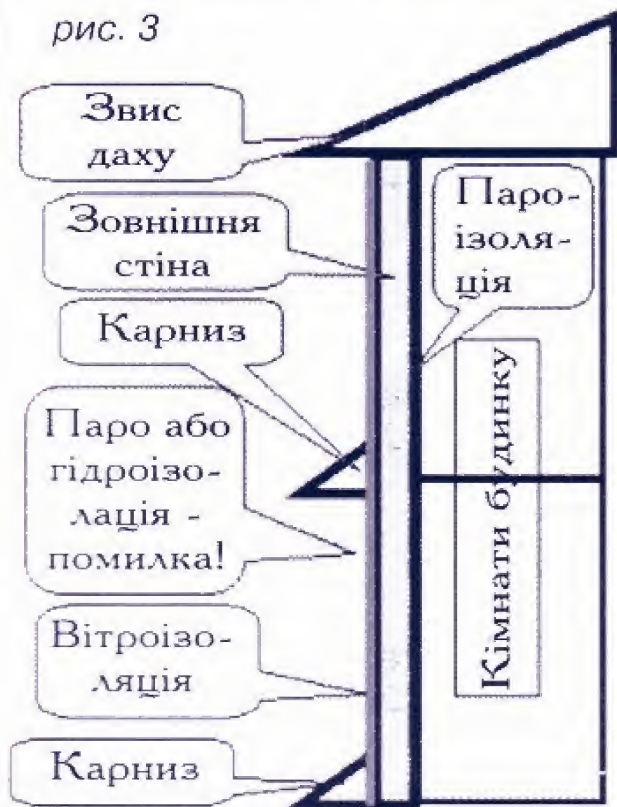 рис. 3
Звис
даху
Зовнішня
стіна
Паро-
ізоля-
ція
Карниз
Паро або
гідроізо-
лація -
помилка!
Вітроізо-
ляція
Карниз
Кімнати будинку